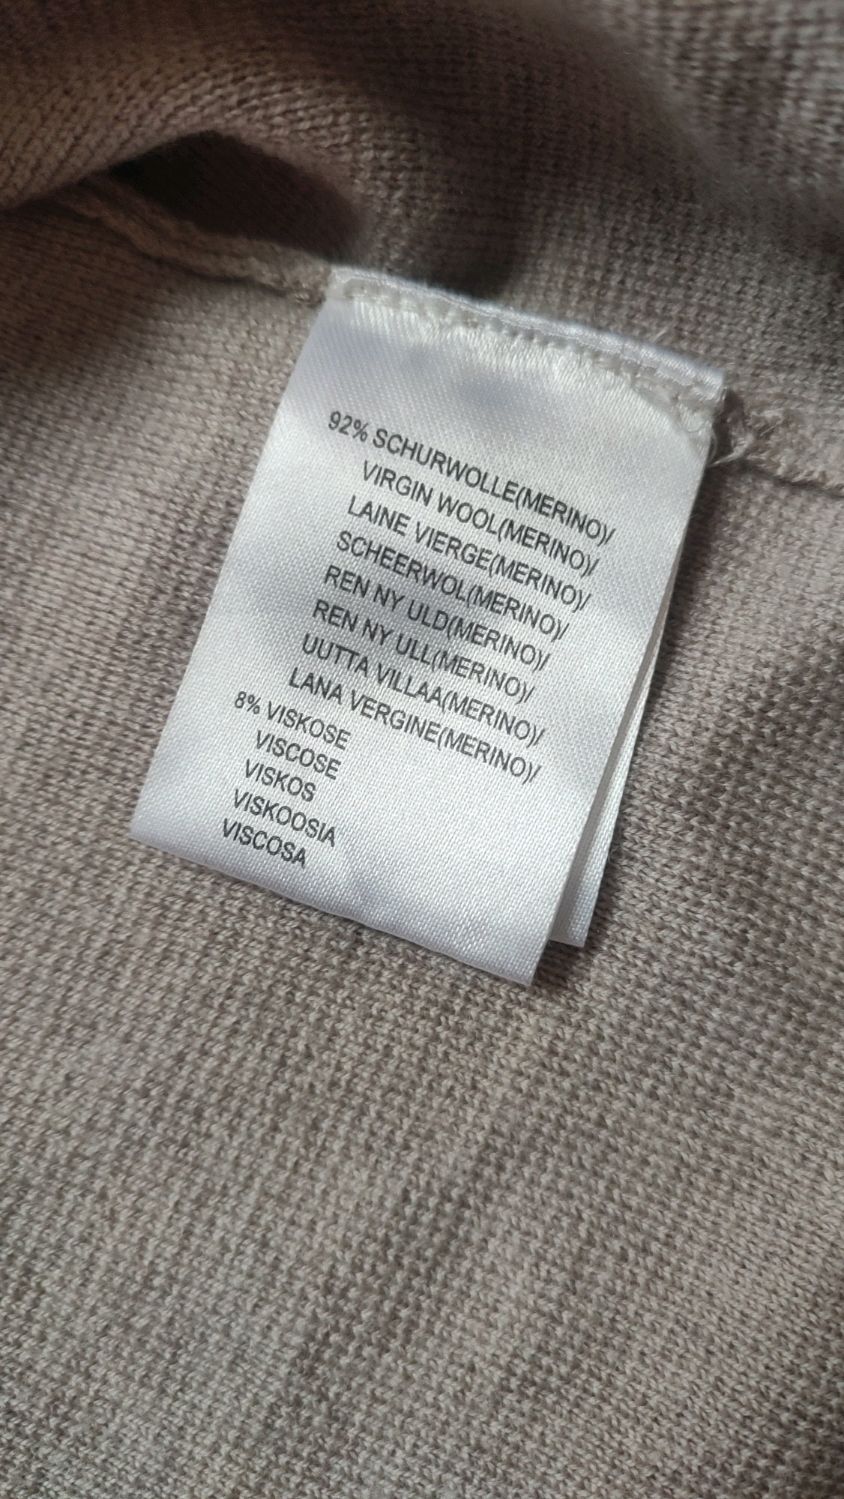 92% SCHURWOLLE(MERINO)/
VIRGIN WOOL(MERINO)/
LAINE VIERGE(MERINO)/
SCHEERWOL(MERINO)/
REN NY ULD(MERINO)/
REN NY ULL(MERINO)/
UUTTA VILLAA(MERINO)/
LANA VERGINE(MERINO)/
8% VISKOSE
VISCOSE
VISKOS
VISKOOSIA
VISCOSA